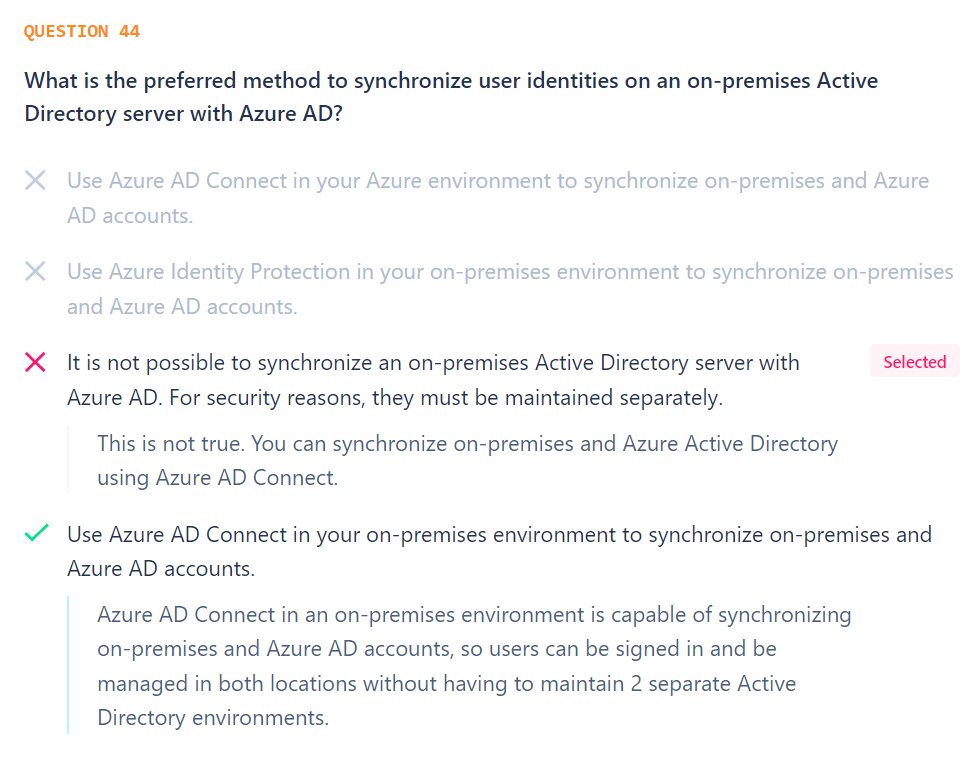 QUESTION 44
What is the preferred method to synchronize user identities on an on-premises Active
Directory server with Azure AD?
Use Azure AD Connect in your Azure environment to synchronize on-premises and Azure
AD accounts.
Use Azure Identity Protection in your on-premises environment to synchronize on-premises
and Azure AD accounts.
It is not possible to synchronize an on-premises Active Directory server with
Azure AD. For security reasons, they must be maintained separately.
Selected
This is not true. You can synchronize on-premises and Azure Active Directory
using Azure AD Connect.
Use Azure AD Connect in your on-premises environment to synchronize on-premises and
Azure AD accounts.
Azure AD Connect in an on-premises environment is capable of synchronizing
on-premises and Azure AD accounts, so users can be signed in and be
managed in both locations without having to maintain 2 separate Active
Directory environments.